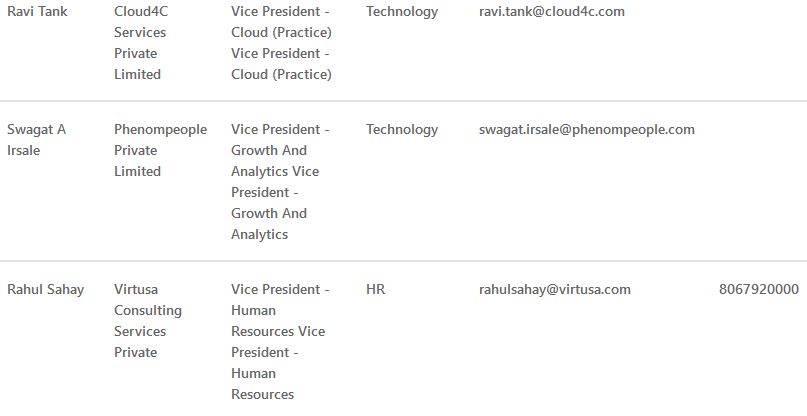 Ravi Tank Cloud4C Vice President - Technology ravi.tank@cloud4c.com
Services Cloud (Practice)
Private Vice President -
Limited Cloud (Practice)
Swagat A Phenompeople Vice President - Technology swagat.irsale@phenompeople.com
Irsale Private Growth And
Limited Analytics Vice
President -
Growth And
Analytics
Rahul Sahay Virtusa Vice President - HR rahulsahay@virtusa.com 8067920000
Consulting Human
Services Resources Vice
Private President -
Human
Resources